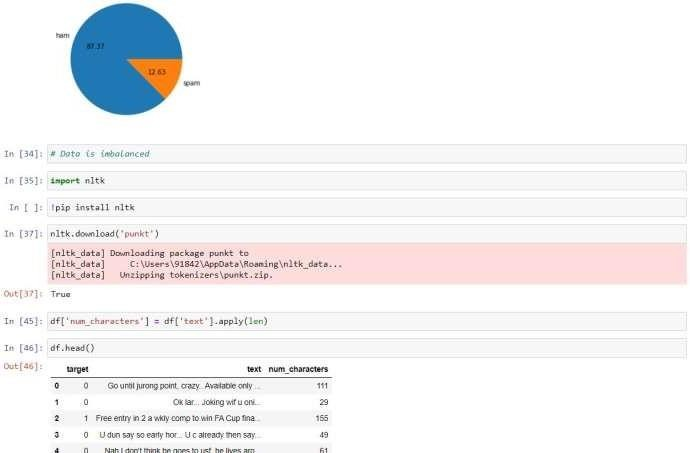 ham
87.37
12.63
spam
In [34]: # Data is imbalanced
In [35]: import nltk
In [ ]: !pip install nltk
In [37]: nltk.download('punkt')
[nltk_data] Downloading package punkt to
[nltk_data]     C:\Users\91842\AppData\Roaming\nltk_data...
[nltk_data]   Unzipping tokenizers\punkt.zip.
Out[37]: True
In [45]: df['num_characters'] = df['text'].apply(len)
In [46]: df.head()
Out[46]:
target text num_characters
0 0 Go until jurong point, crazy.. Available only ... 111
1 0 Ok lar... Joking wif u oni... 29
2 1 Free entry in 2 a wkly comp to win FA Cup fina... 155
3 0 U dun say so early hor... U c already then say... 49
4 0 Nah I don't think he goes to usf, he lives aro... 61